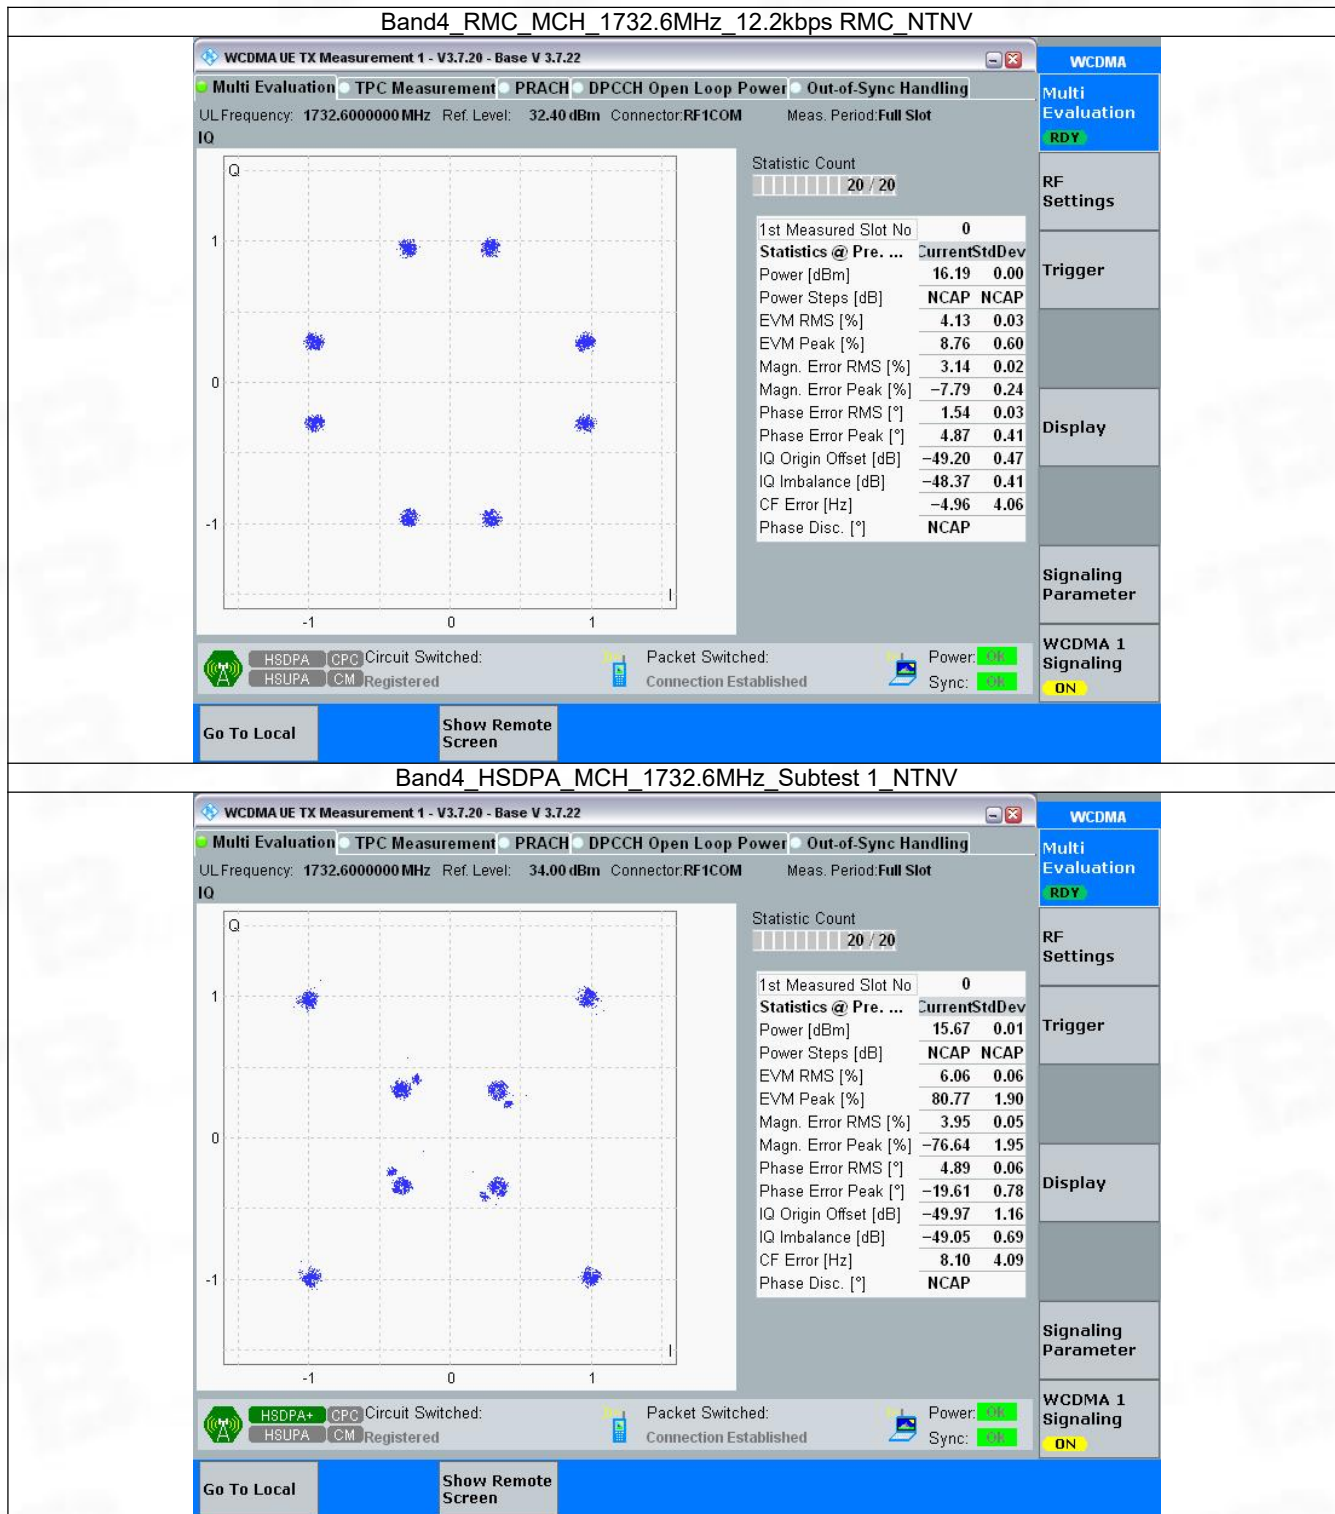 Band4_RMC_MCH_1732.6MHz_12.2kbps RMC_NTNV
WCDMA UE TX Measurement 1 - V3.7.20 - Base V 3.7.22
WCDMA
Multi Evaluation TPC Measurement PRACH DPCCH Open Loop Power Out-of-Sync Handling
Multi
Evaluation
RDY
UL Frequency: 1732.6000000 MHz Ref. Level: 32.40 dBm Connector:RF1COM Meas. Period:Full Slot
IQ
Q
1
0
-1
I
-1 0 1
Statistic Count
20 / 20
1st Measured Slot No 0
Statistics @ Pre. ... CurrentStdDev
Power [dBm] 16.19 0.00
Power Steps [dB] NCAP NCAP
EVM RMS [%] 4.13 0.03
EVM Peak [%] 8.76 0.60
Magn. Error RMS [%] 3.14 0.02
Magn. Error Peak [%] −7.79 0.24
Phase Error RMS [°] 1.54 0.03
Phase Error Peak [°] 4.87 0.41
IQ Origin Offset [dB] −49.20 0.47
IQ Imbalance [dB] −48.37 0.41
CF Error [Hz] −4.96 4.06
Phase Disc. [°] NCAP
RF
Settings
Trigger
Display
Signaling
Parameter
WCDMA 1
Signaling
ON
HSDPA CPC Circuit Switched: Packet Switched: Power: Ok
HSUPA CM Registered Connection Established Sync: Ok
Go To Local
Show Remote
Screen
Band4_HSDPA_MCH_1732.6MHz_Subtest 1_NTNV
WCDMA UE TX Measurement 1 - V3.7.20 - Base V 3.7.22
WCDMA
Multi Evaluation TPC Measurement PRACH DPCCH Open Loop Power Out-of-Sync Handling
Multi
Evaluation
RDY
UL Frequency: 1732.6000000 MHz Ref. Level: 34.00 dBm Connector:RF1COM Meas. Period:Full Slot
IQ
Q
1
0
-1
I
-1 0 1
Statistic Count
20 / 20
1st Measured Slot No 0
Statistics @ Pre. ... CurrentStdDev
Power [dBm] 15.67 0.01
Power Steps [dB] NCAP NCAP
EVM RMS [%] 6.06 0.06
EVM Peak [%] 80.77 1.90
Magn. Error RMS [%] 3.95 0.05
Magn. Error Peak [%] −76.64 1.95
Phase Error RMS [°] 4.89 0.06
Phase Error Peak [°] −19.61 0.78
IQ Origin Offset [dB] −49.97 1.16
IQ Imbalance [dB] −49.05 0.69
CF Error [Hz] 8.10 4.09
Phase Disc. [°] NCAP
RF
Settings
Trigger
Display
Signaling
Parameter
WCDMA 1
Signaling
ON
HSDPA+ CPC Circuit Switched: Packet Switched: Power: Ok
HSUPA CM Registered Connection Established Sync: Ok
Go To Local
Show Remote
Screen